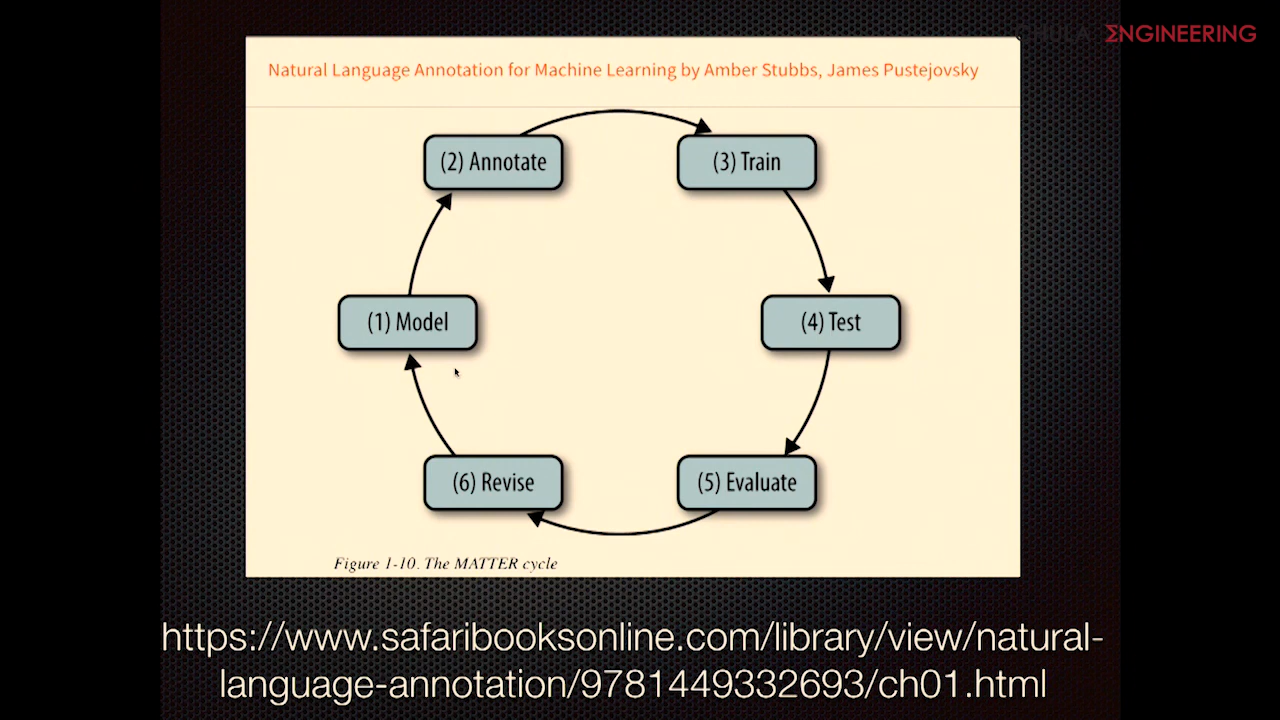 CHULA ΣNGINEERING
Natural Language Annotation for Machine Learning by Amber Stubbs, James Pustejovsky
(2) Annotate
(3) Train
(1) Model
(4) Test
(6) Revise
(5) Evaluate
Figure 1-10. The MATTER cycle
https://www.safaribooksonline.com/library/view/natural-
language-annotation/9781449332693/ch01.html